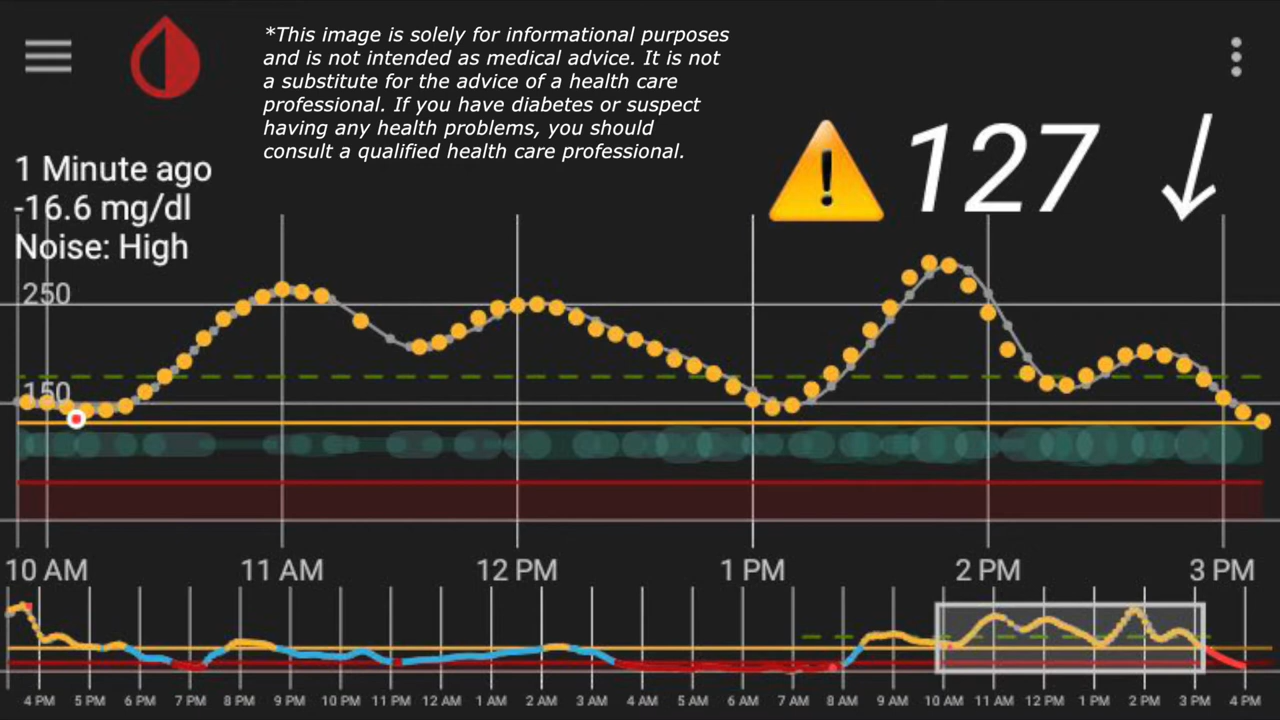 *This image is solely for informational purposes
and is not intended as medical advice. It is not
a substitute for the advice of a health care
professional. If you have diabetes or suspect
having any health problems, you should
consult a qualified health care professional.
127
1 Minute ago
-16.6 mg/dl
Noise: High
250
150
10 AM 11 AM 12 PM 1 PM 2 PM 3 PM
4 PM 5 PM 6 PM 7 PM 8 PM 9 PM 10 PM 11 PM 12 AM 1 AM 2 AM 3 AM 4 AM 5 AM 6 AM 7 AM 8 AM 9 AM 10 AM 11 AM 12 PM 1 PM 2 PM 3 PM 4 PM